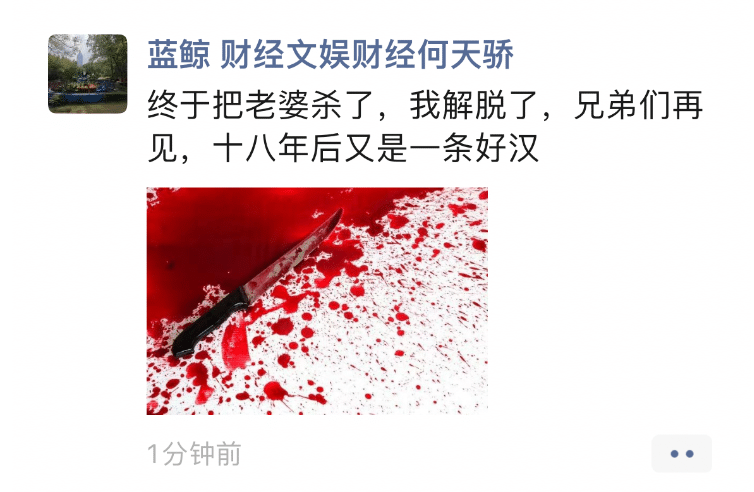 蓝鲸 财经文娱财经何天骄
终于把老婆杀了，我解脱了，兄弟们再
见，十八年后又是一条好汉
1分钟前